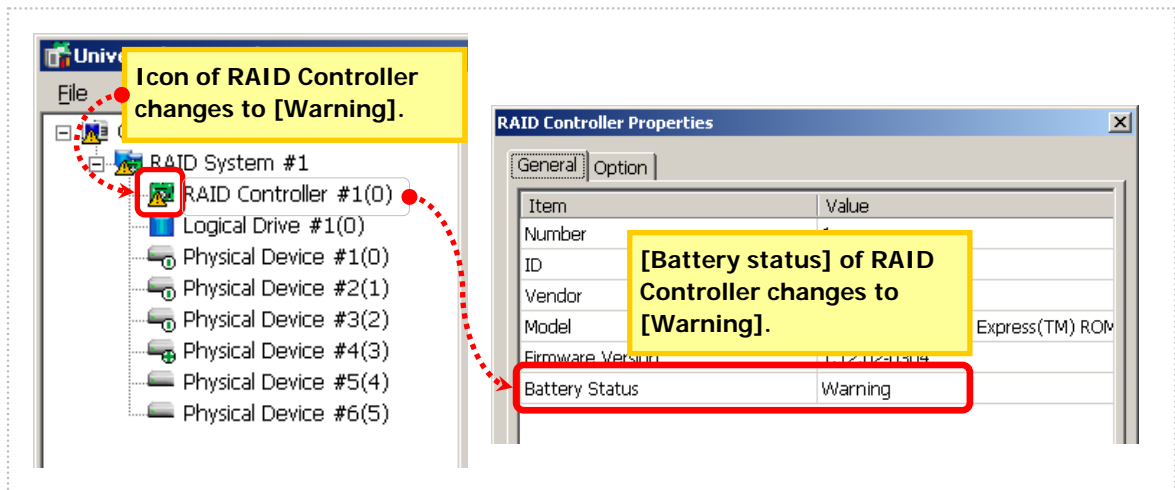 Unive
File
Icon of RAID Controller
changes to [Warning].
RAID System #1
RAID Controller #1(0)
Logical Drive #1(0)
Physical Device #1(0)
Physical Device #2(1)
Physical Device #3(2)
Physical Device #4(3)
Physical Device #5(4)
Physical Device #6(5)
RAID Controller Properties
General
Option
Item Value
Number
ID
Vendor
Model Express(TM) ROM
Firmware Version
Battery Status Warning
[Battery status] of RAID
Controller changes to
[Warning].